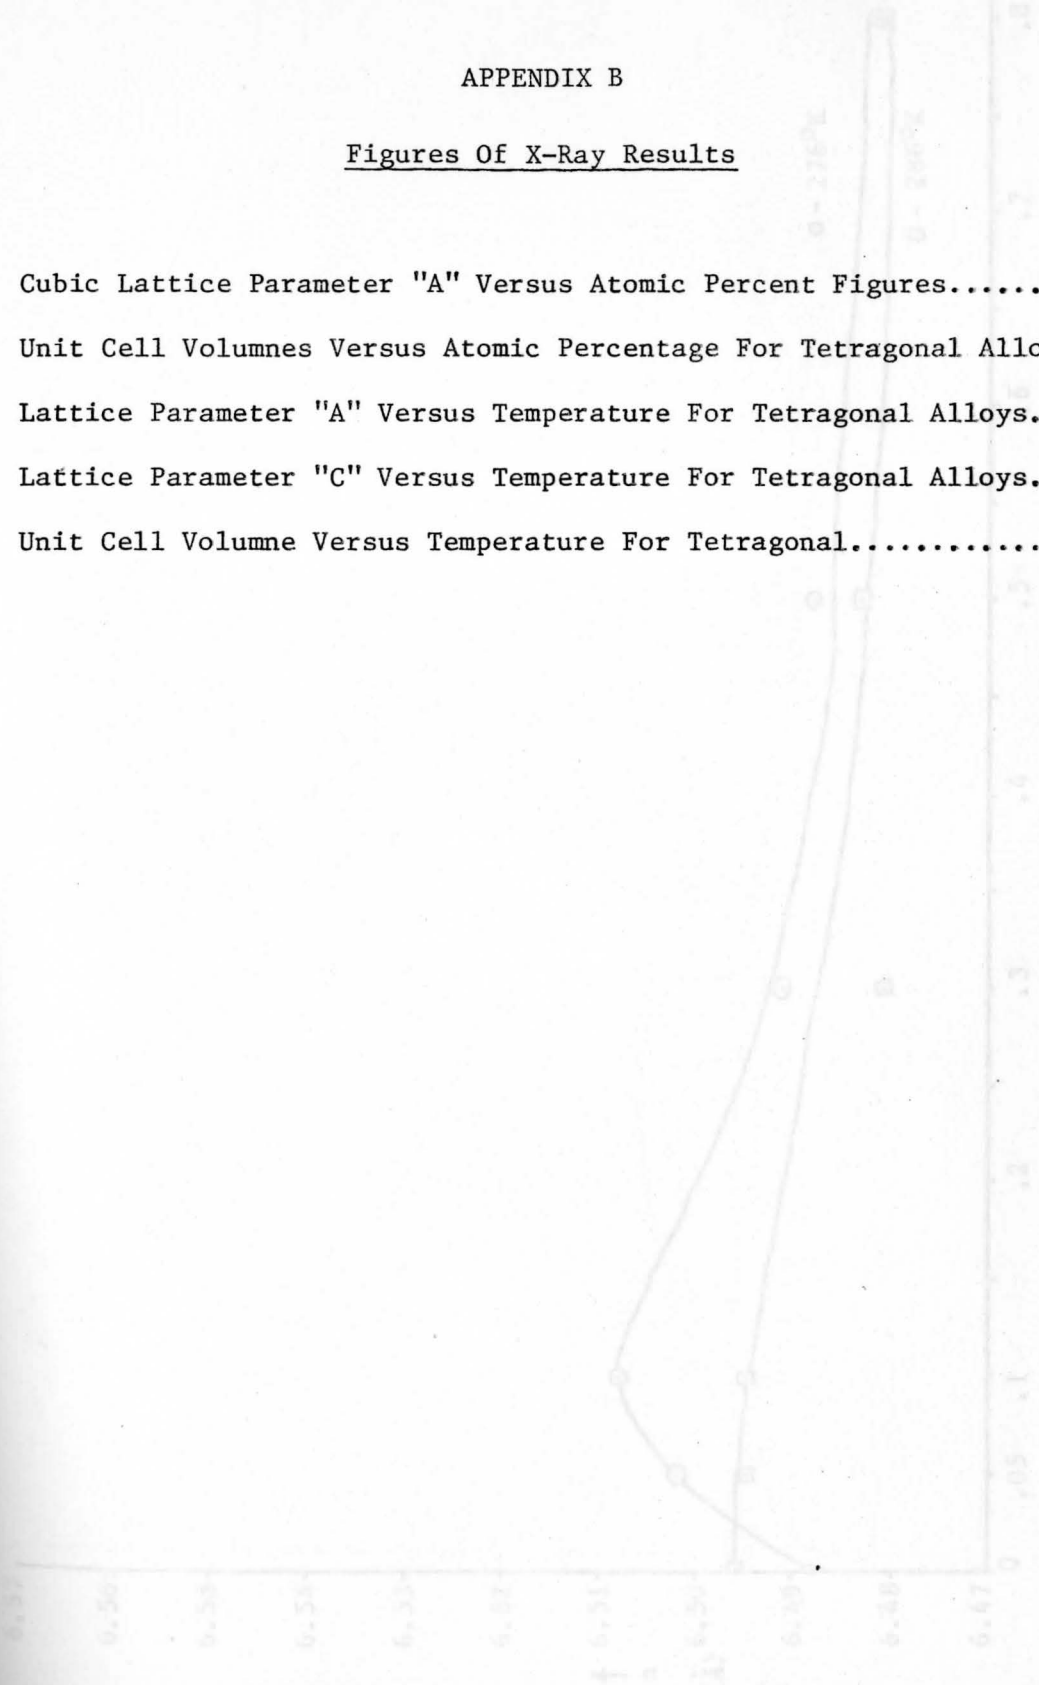 APPENDIX B
Figures Of X-Ray Results
Cubic Lattice Parameter "A" Versus Atomic Percent Figures......
Unit Cell Volumnes Versus Atomic Percentage For Tetragonal
Lattice Parameter "A" Versus Temperature For Tetragonal Alloys.
Lattice Parameter "C" Versus Temperature For Tetragonal Alloys.
Unit Cell Volumne Versus Temperature For Tetragonal............